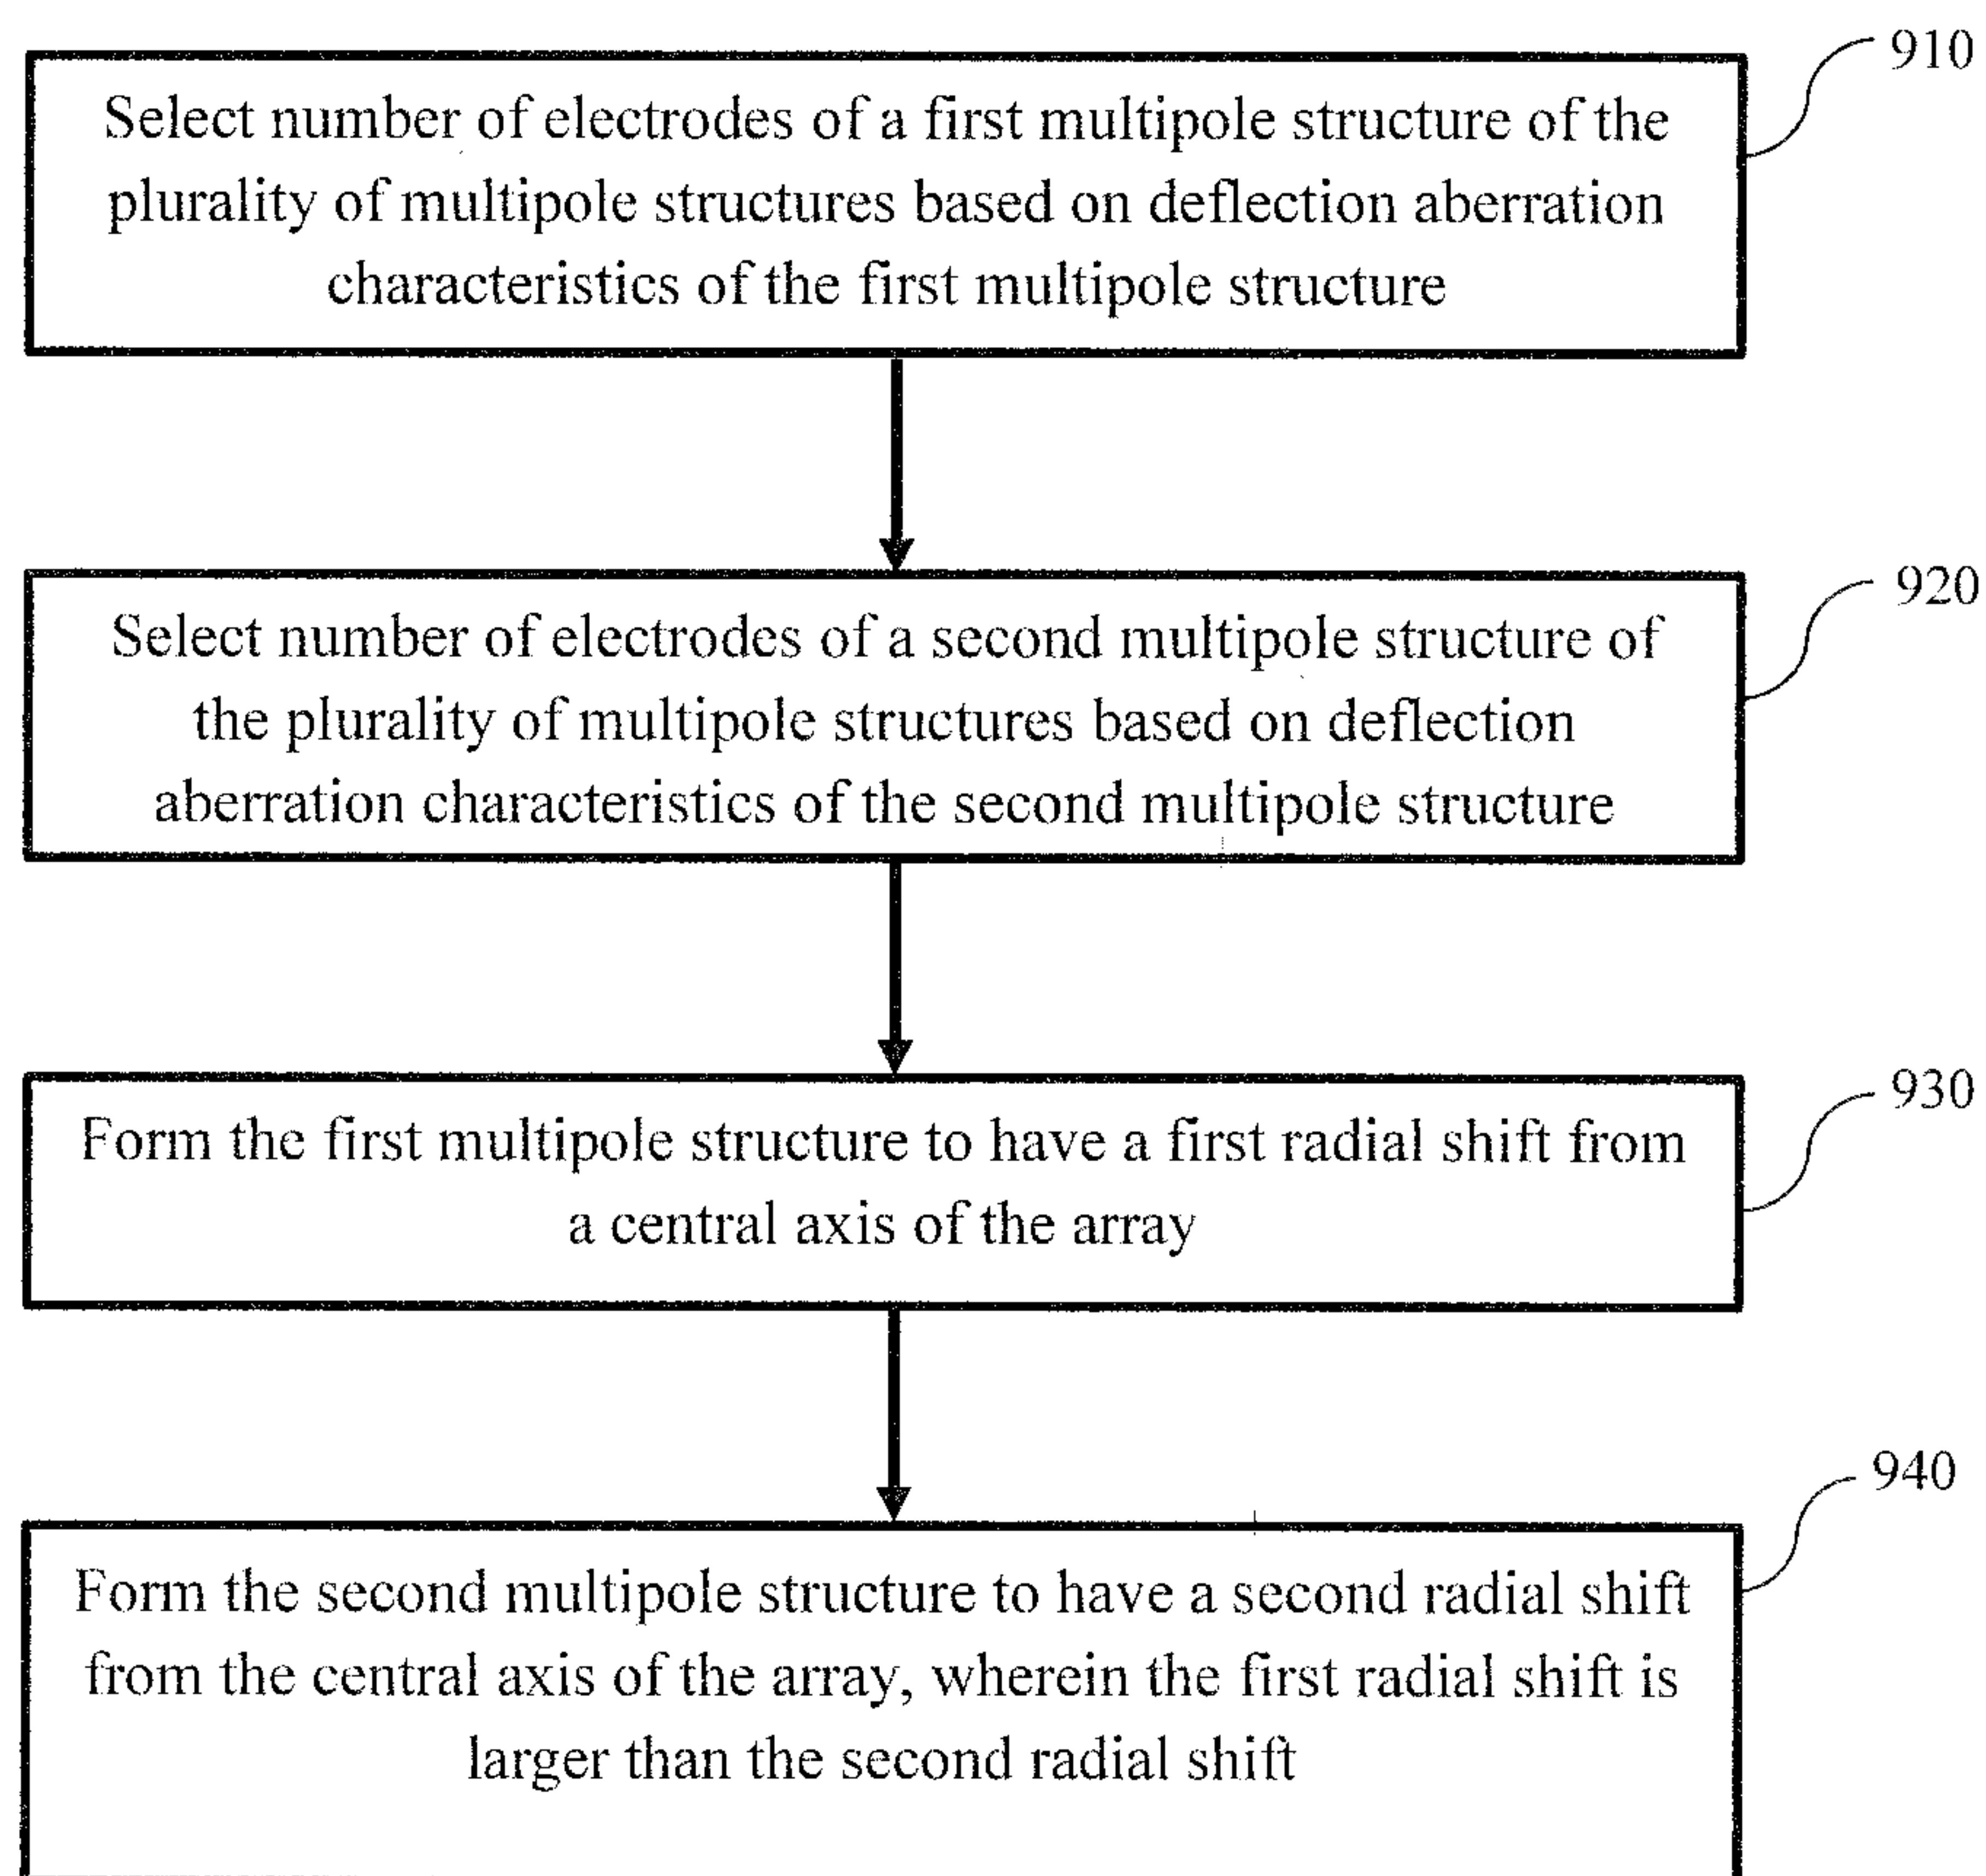 910
Select number of electrodes of a first multipole structure of the
plurality of multipole structures based on deflection aberration
characteristics of the first multipole structure
920
Select number of electrodes of a second multipole structure of
the plurality of multipole structures based on deflection
aberration characteristics of the second multipole structure
930
Form the first multipole structure to have a first radial shift from
a central axis of the array
940
Form the second multipole structure to have a second radial shift
from the central axis of the array, wherein the first radial shift is
larger than the second radial shift